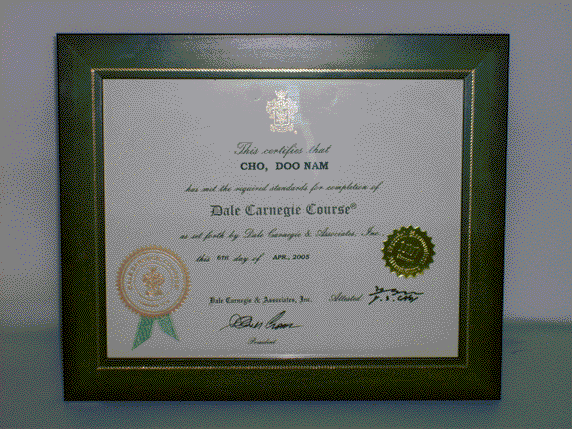 This certifies that
CHO, DOO NAM
has met the required standards for completion of
Dale Carnegie Course®
as set forth by Dale Carnegie & Associates, Inc.
this 6TH day of APR., 2005
Dale Carnegie & Associates, Inc. Attested
President